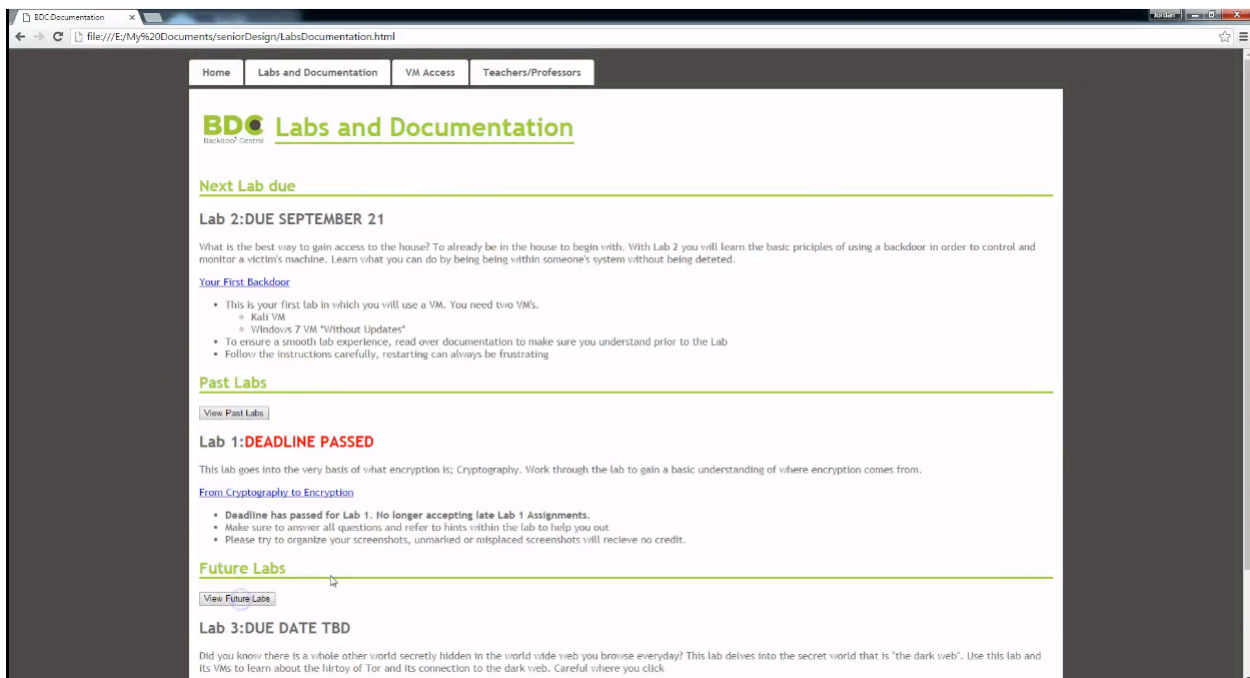 BDC:Documentation
Jordan
file:///E:/My%20Documents/seniorDesign/LabsDocumentation.html
Home Labs and Documentation VM Access Teachers/Professors
BDC Labs and Documentation
Backdoor Central
Next Lab due
Lab 2:DUE SEPTEMBER 21
What is the best way to gain access to the house? To already be in the house to begin with. With Lab 2 you will learn the basic priciples of using a backdoor in order to control and
monitor a victim's machine. Learn what you can do by being being within someone's system without being deteted.
Your First Backdoor
• This is your first lab in which you will use a VM. You need two VM's.
◦ Kali VM
◦ Windows 7 VM *Without Updates*
• To ensure a smooth lab experience, read over documentation to make sure you understand prior to the Lab
• Follow the instructions carefully, restarting can always be frustrating
Past Labs
View Past Labs
Lab 1:DEADLINE PASSED
This lab goes into the very basis of what encryption is; Cryptography. Work through the lab to gain a basic understanding of where encryption comes from.
From Cryptography to Encryption
• Deadline has passed for Lab 1. No longer accepting late Lab 1 Assignments.
• Make sure to answer all questions and refer to hints within the lab to help you out
• Please try to organize your screenshots, unmarked or misplaced screenshots will recieve no credit.
Future Labs
View Future Labs
Lab 3:DUE DATE TBD
Did you know there is a whole other world secretly hidden in the world wide web you browse everyday? This lab delves into the secret world that is "the dark web". Use this lab and
its VMs to learn about the hirtoy of Tor and its connection to the dark web. Careful where you click